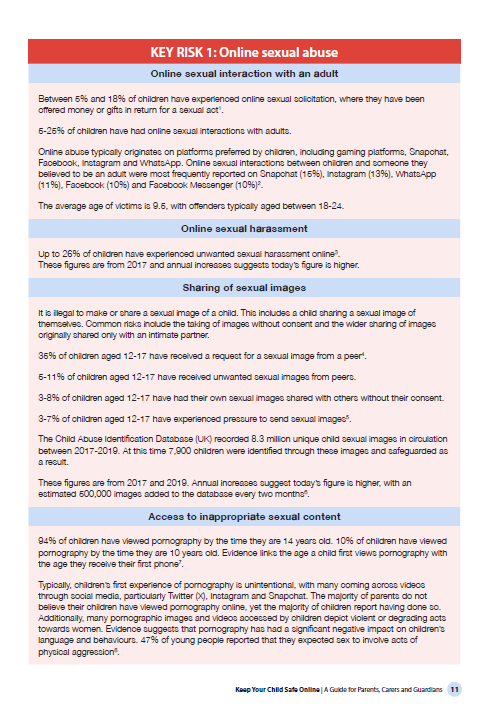 KEY RISK 1: Online sexual abuse
Online sexual interaction with an adult
Between 5% and 18% of children have experienced online sexual solicitation, where they have been
offered money or gifts in return for a sexual act¹.
5-25% of children have had online sexual interactions with adults.
Online abuse typically originates on platforms preferred by children, including gaming platforms, Snapchat,
Facebook, Instagram and WhatsApp. Online sexual interactions between children and someone they
believed to be an adult were most frequently reported on Snapchat (15%), Instagram (13%), WhatsApp
(11%), Facebook (10%) and Facebook Messenger (10%)².
The average age of victims is 9.5, with offenders typically aged between 18-24.
Online sexual harassment
Up to 26% of children have experienced unwanted sexual harassment online³.
These figures are from 2017 and annual increases suggests today's figure is higher.
Sharing of sexual images
It is illegal to make or share a sexual image of a child. This includes a child sharing a sexual image of
themselves. Common risks include the taking of images without consent and the wider sharing of images
originally shared only with an intimate partner.
36% of children aged 12-17 have received a request for a sexual image from a peer⁴.
5-11% of children aged 12-17 have received unwanted sexual images from peers.
3-8% of children aged 12-17 have had their own sexual images shared with others without their consent.
3-7% of children aged 12-17 have experienced pressure to send sexual images⁵.
The Child Abuse Identification Database (UK) recorded 8.3 million unique child sexual images in circulation
between 2017-2019. At this time 7,900 children were identified through these images and safeguarded as
a result.
These figures are from 2017 and 2019. Annual increases suggest today's figure is higher, with an
estimated 500,000 images added to the database every two months⁶.
Access to inappropriate sexual content
94% of children have viewed pornography by the time they are 14 years old. 10% of children have viewed
pornography by the time they are 10 years old. Evidence links the age a child first views pornography with
the age they receive their first phone⁷.
Typically, children's first experience of pornography is unintentional, with many coming across videos
through social media, particularly Twitter (X), Instagram and Snapchat. The majority of parents do not
believe their children have viewed pornography online, yet the majority of children report having done so.
Additionally, many pornographic images and videos accessed by children depict violent or degrading acts
towards women. Evidence suggests that pornography has had a significant negative impact on children's
language and behaviours. 47% of young people reported that they expected sex to involve acts of
physical aggression⁸.
Keep Your Child Safe Online | A Guide for Parents, Carers and Guardians 11